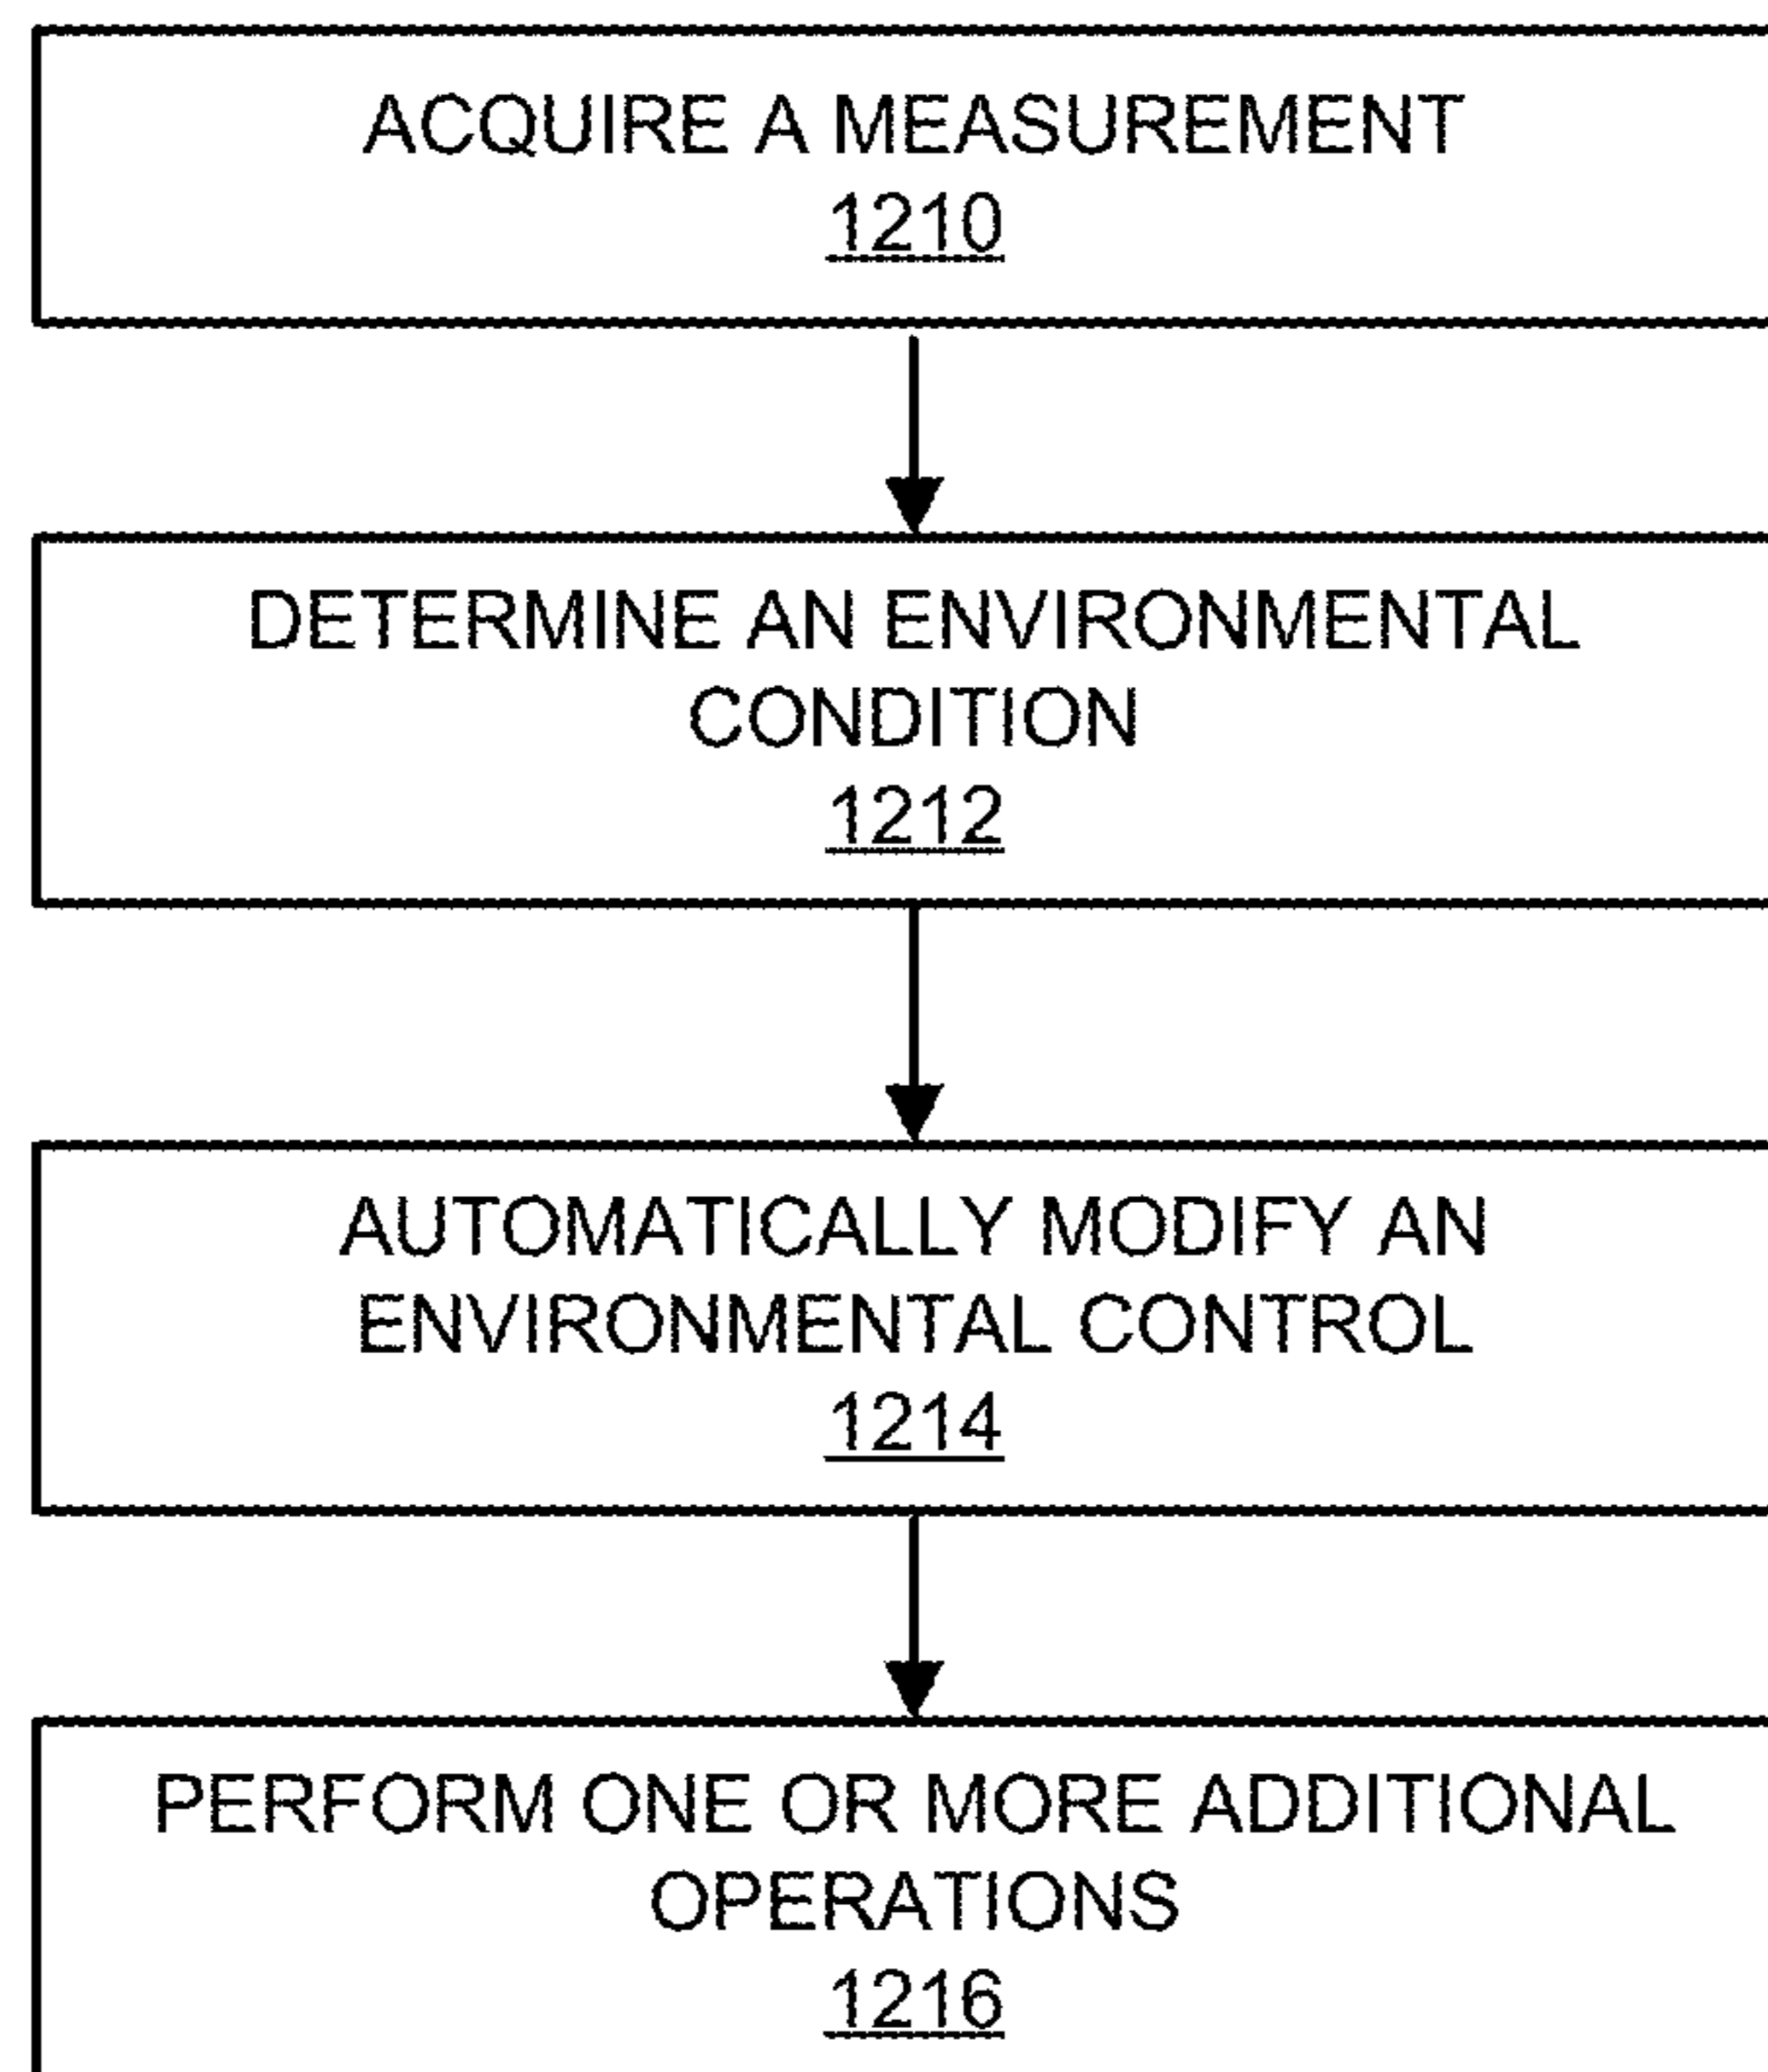 ACQUIRE A MEASUREMENT
1210
DETERMINE AN ENVIRONMENTAL
CONDITION
1212
AUTOMATICALLY MODIFY AN
ENVIRONMENTAL CONTROL
1214
PERFORM ONE OR MORE ADDITIONAL
OPERATIONS
1216